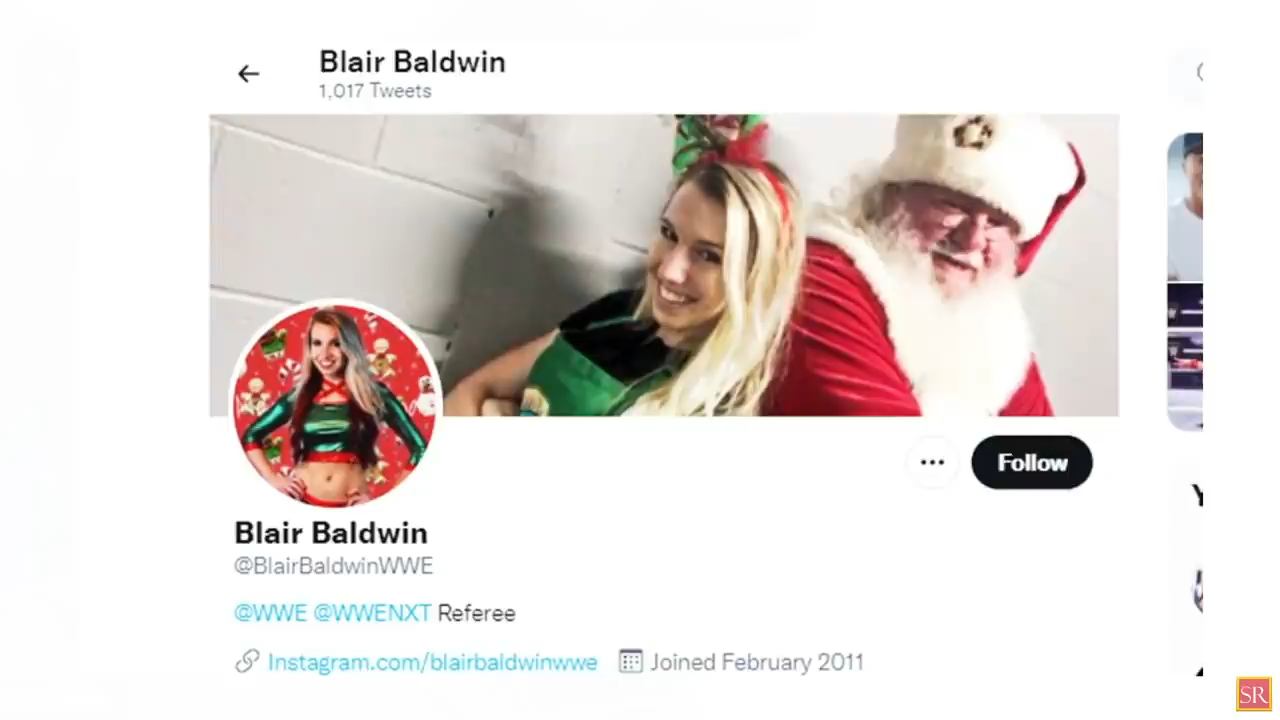 Blair Baldwin
1,017 Tweets
Follow
Blair Baldwin
@BlairBaldwinWWE
@WWE @WWENXT Referee
Instagram.com/blairbaldwinwwe Joined February 2011
SR